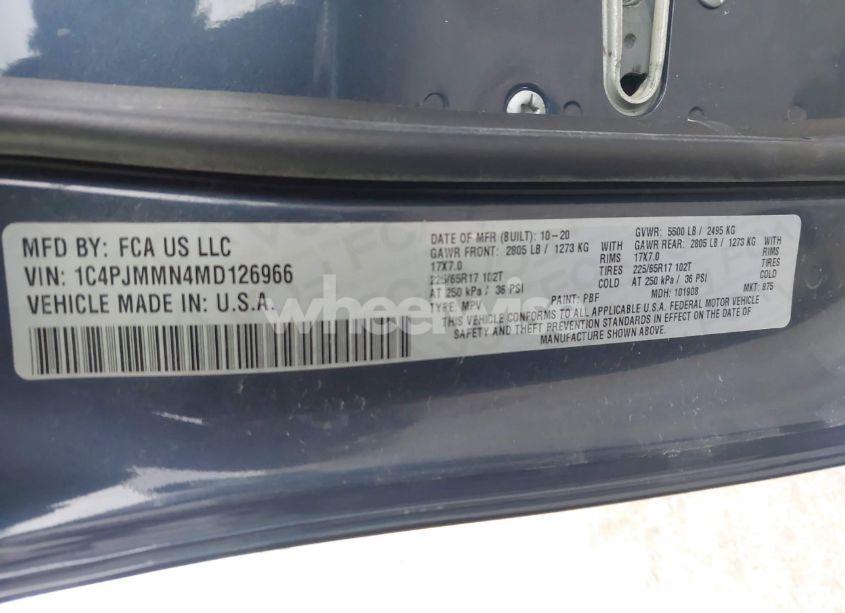 MFD BY: FCA US LLC
VIN: 1C4PJMMN4MD126966
VEHICLE MADE IN: U.S.A.
DATE OF MFR (BUILT): 10-20 GVWR: 5500 LB / 2495 KG
GAWR FRONT: 2805 LB / 1273 KG WITH GAWR REAR: 2805 LB / 1273 KG WITH
17X7.0 RIMS 17X7.0 RIMS
225/65R17 102T TIRES 225/65R17 102T TIRES
AT 250 kPa / 36 PSI COLD AT 250 kPa / 36 PSI COLD
TYPE: MPV PAINT: PBF MDH: 101908 MKT: 875
THIS VEHICLE CONFORMS TO ALL APPLICABLE U.S.A. FEDERAL MOTOR VEHICLE
SAFETY AND THEFT PREVENTION STANDARDS IN EFFECT ON THE DATE OF
MANUFACTURE SHOWN ABOVE.